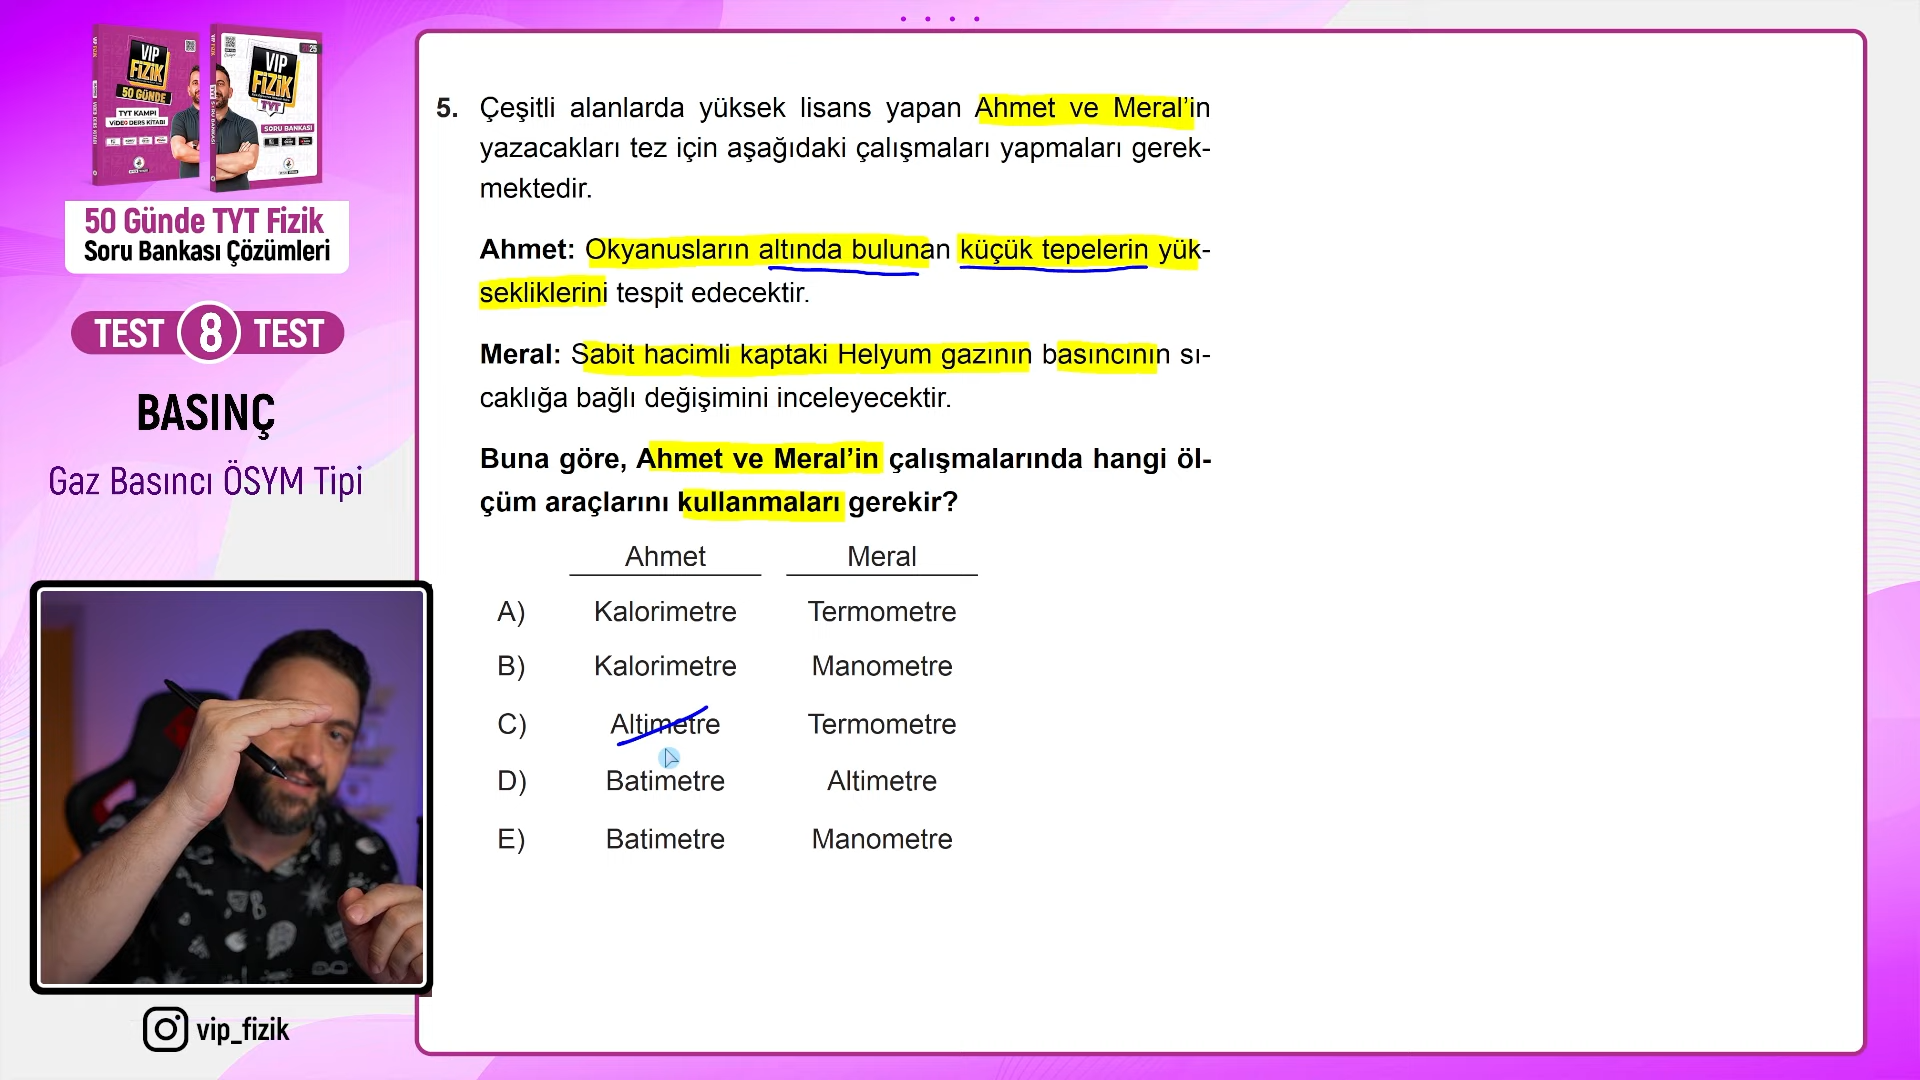 VIP
FİZİK
50 GÜNDE
TYT KAMPI
VİDEO DERS KİTABI
VIP
FİZİK
TYT
SORU BANKASI
50 Günde TYT Fizik
Soru Bankası Çözümleri
TEST 8 TEST
BASINÇ
Gaz Basıncı ÖSYM Tipi
vip_fizik
5. Çeşitli alanlarda yüksek lisans yapan Ahmet ve Meral’in
yazacakları tez için aşağıdaki çalışmaları yapmaları gerek-
mektedir.
Ahmet: Okyanusların altında bulunan küçük tepelerin yük-
sekliklerini tespit edecektir.
Meral: Sabit hacimli kaptaki Helyum gazının basıncının sı-
caklığa bağlı değişimini inceleyecektir.
Buna göre, Ahmet ve Meral’in çalışmalarında hangi öl-
çüm araçlarını kullanmaları gerekir?
Ahmet Meral
A) Kalorimetre Termometre
B) Kalorimetre Manometre
C) Altimetre Termometre
D) Batimetre Altimetre
E) Batimetre Manometre